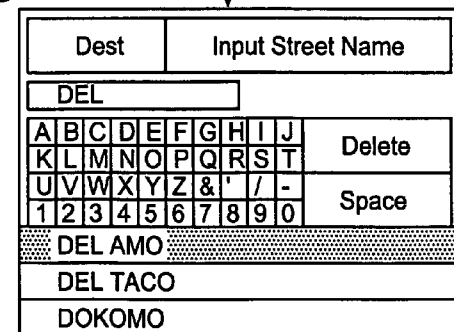 Dest Input Street Name
DEL
A B C D E F G H I J
Delete
K L M N O P Q R S T
U V W X Y Z & ' / -
Space
1 2 3 4 5 6 7 8 9 0
DEL AMO
DEL TACO
DOKOMO